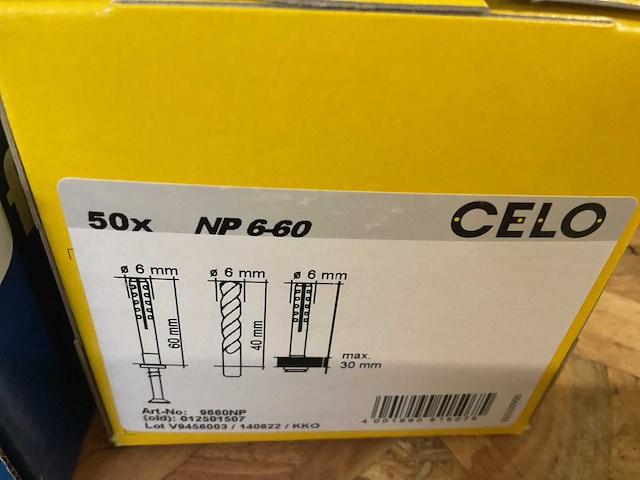 50x NP 6-60 CELO
ø 6 mm ø 6 mm ø 6 mm
60 mm
40 mm
max.
30 mm
Art-No: 9660NP
(old): 012501507
Lot V9456003 / 140622 / KKO